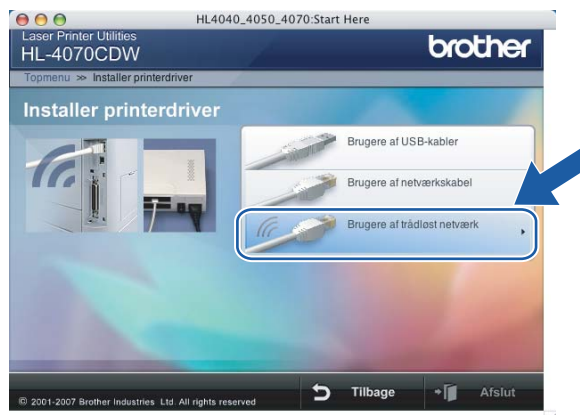 HL4040_4050_4070:Start Here
Laser Printer Utilities
HL-4070CDW
brother
Topmenu >> Installer printerdriver
Installer printerdriver
Brugere af USB-kabler
Brugere af netværkskabel
Brugere af trådløst netværk
© 2001-2007 Brother Industries Ltd. All rights reserved
Tilbage
Afslut